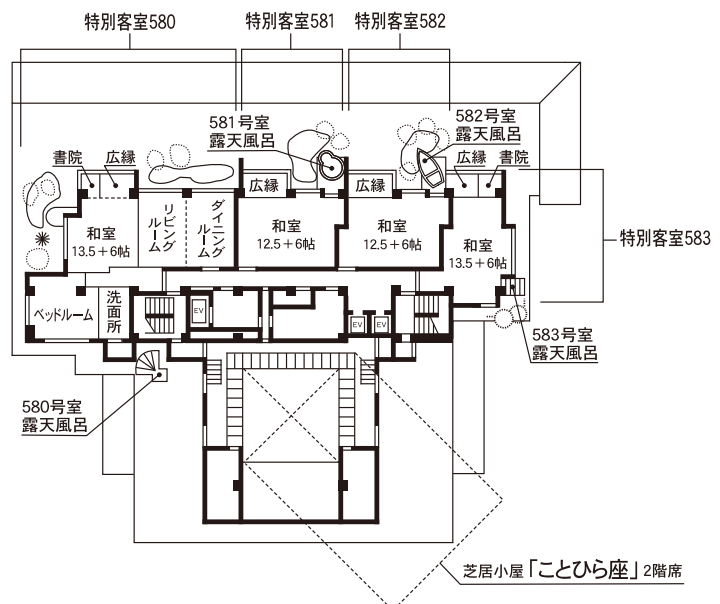 特別客室580
特別客室581
特別客室582
581号室
露天風呂
582号室
露天風呂
書院
広縁
広縁
広縁
広縁
書院
和室
13.5＋6帖
リビング
ルーム
ダイニング
ルーム
和室
12.5＋6帖
和室
12.5＋6帖
和室
13.5＋6帖
特別客室583
ベッドルーム
洗面所
EV
EV
EV
583号室
露天風呂
580号室
露天風呂
芝居小屋「ことひら座」2階席